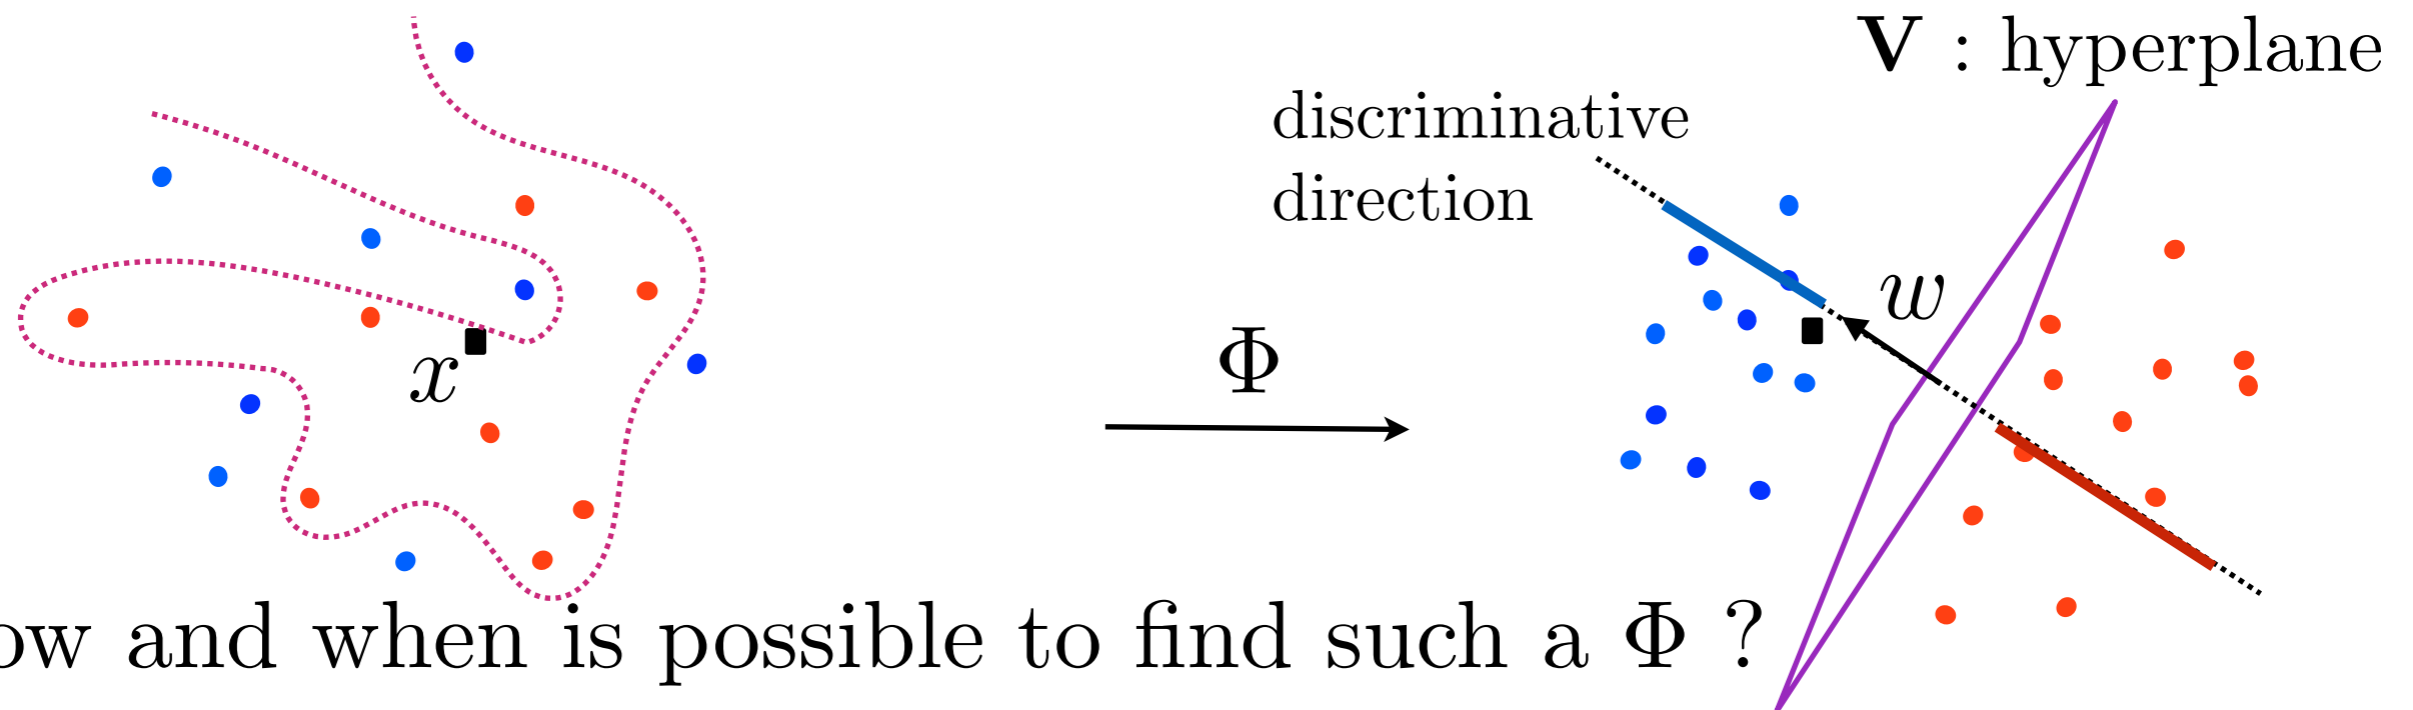 V : hyperplane
discriminative
direction
w
Φ
x
ow and when is possible to find such a Φ ?